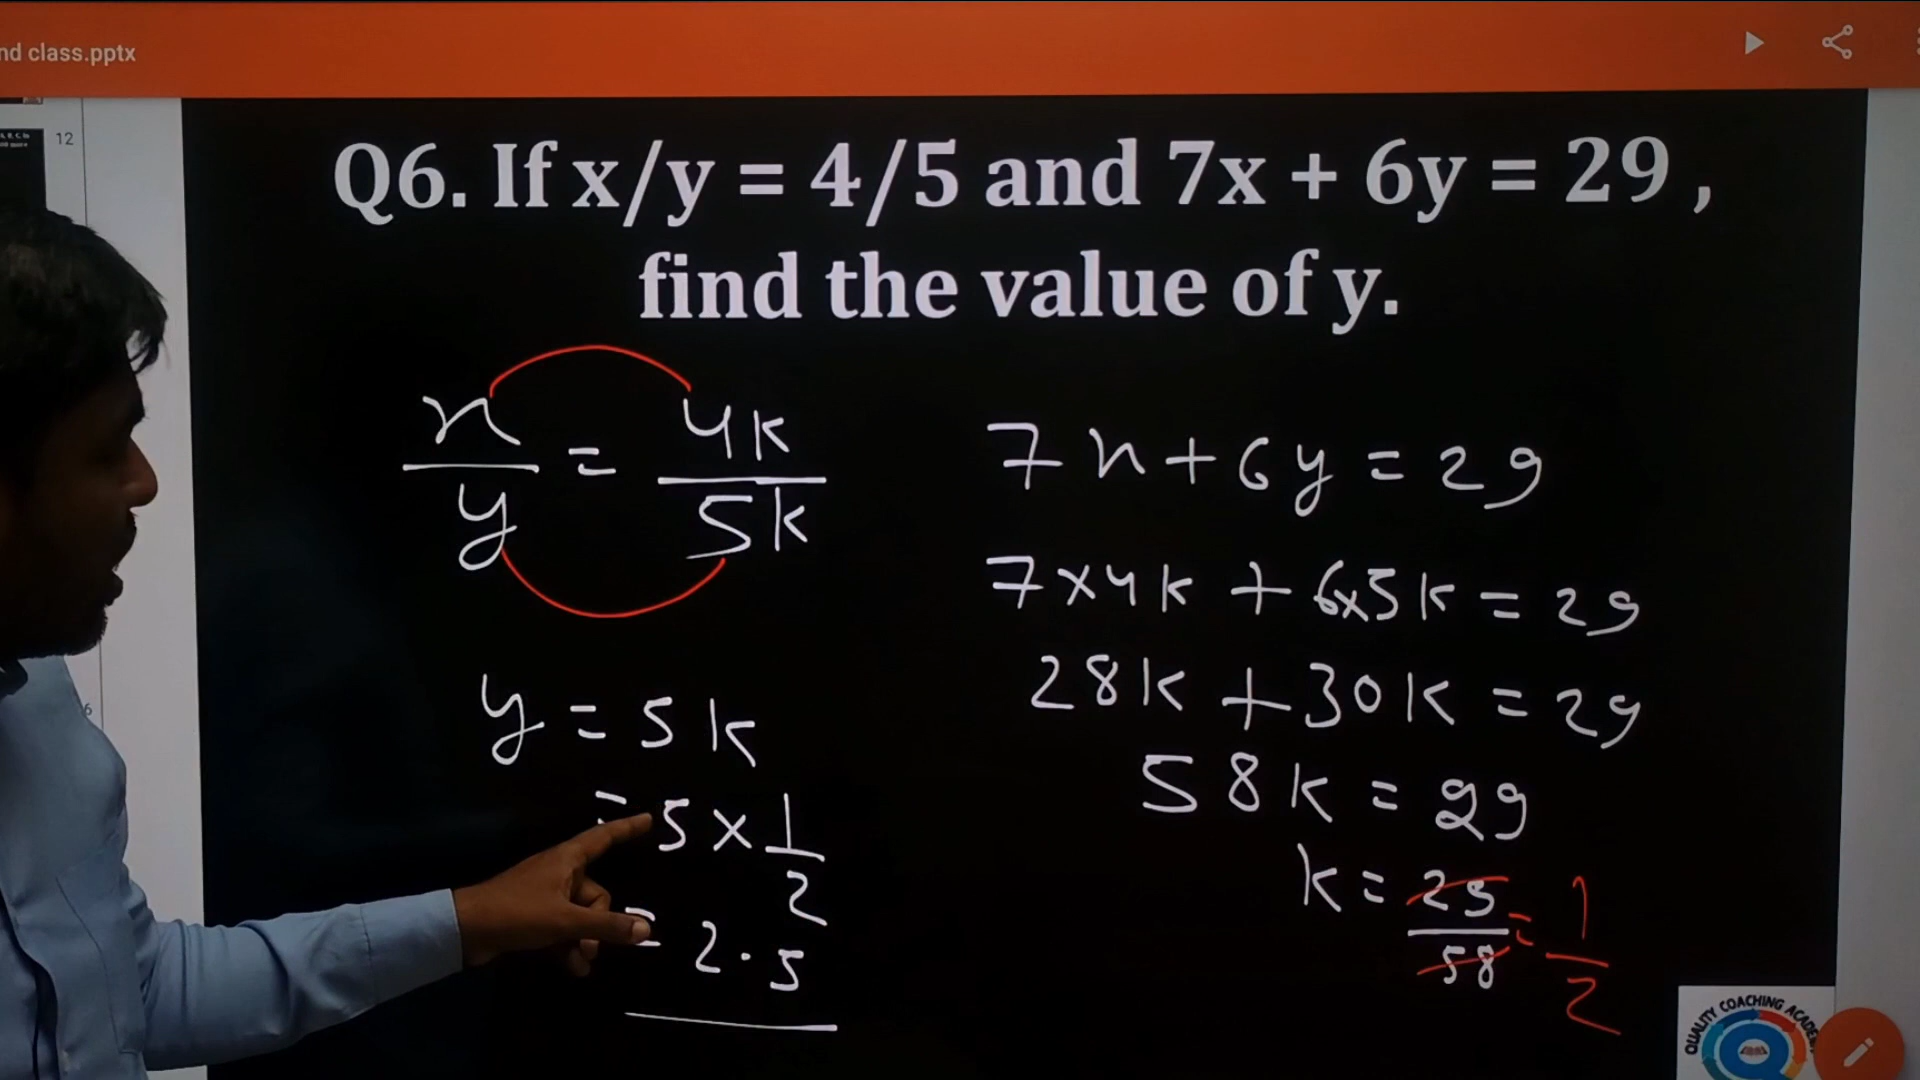 nd class.pptx
12
Q6. If x/y = 4/5 and 7x + 6y = 29 ,
find the value of y.
x/y = 4k/5k
y = 5k
= 5 × 1/2
= 2.5
7x + 6y = 29
7×4k + 6×5k = 29
28k + 30k = 29
58k = 29
k = 29/58 = 1/2
6
QUALITY COACHING ACADEM